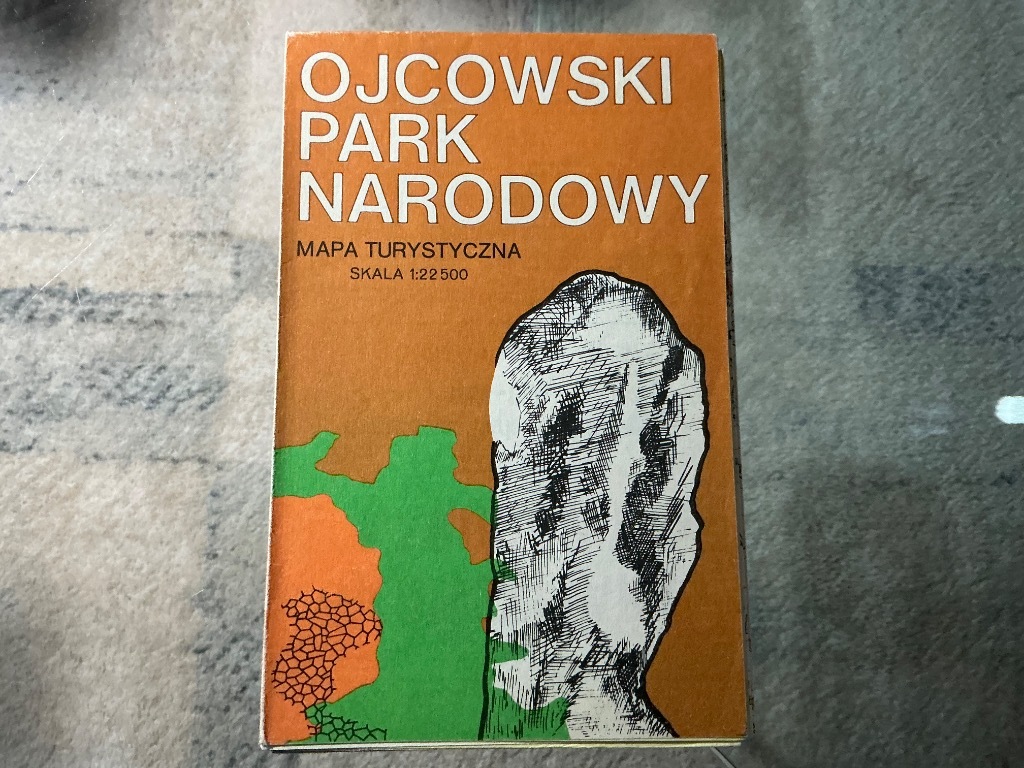 OJCOWSKI
PARK
NARODOWY
MAPA TURYSTYCZNA
SKALA 1:22 500